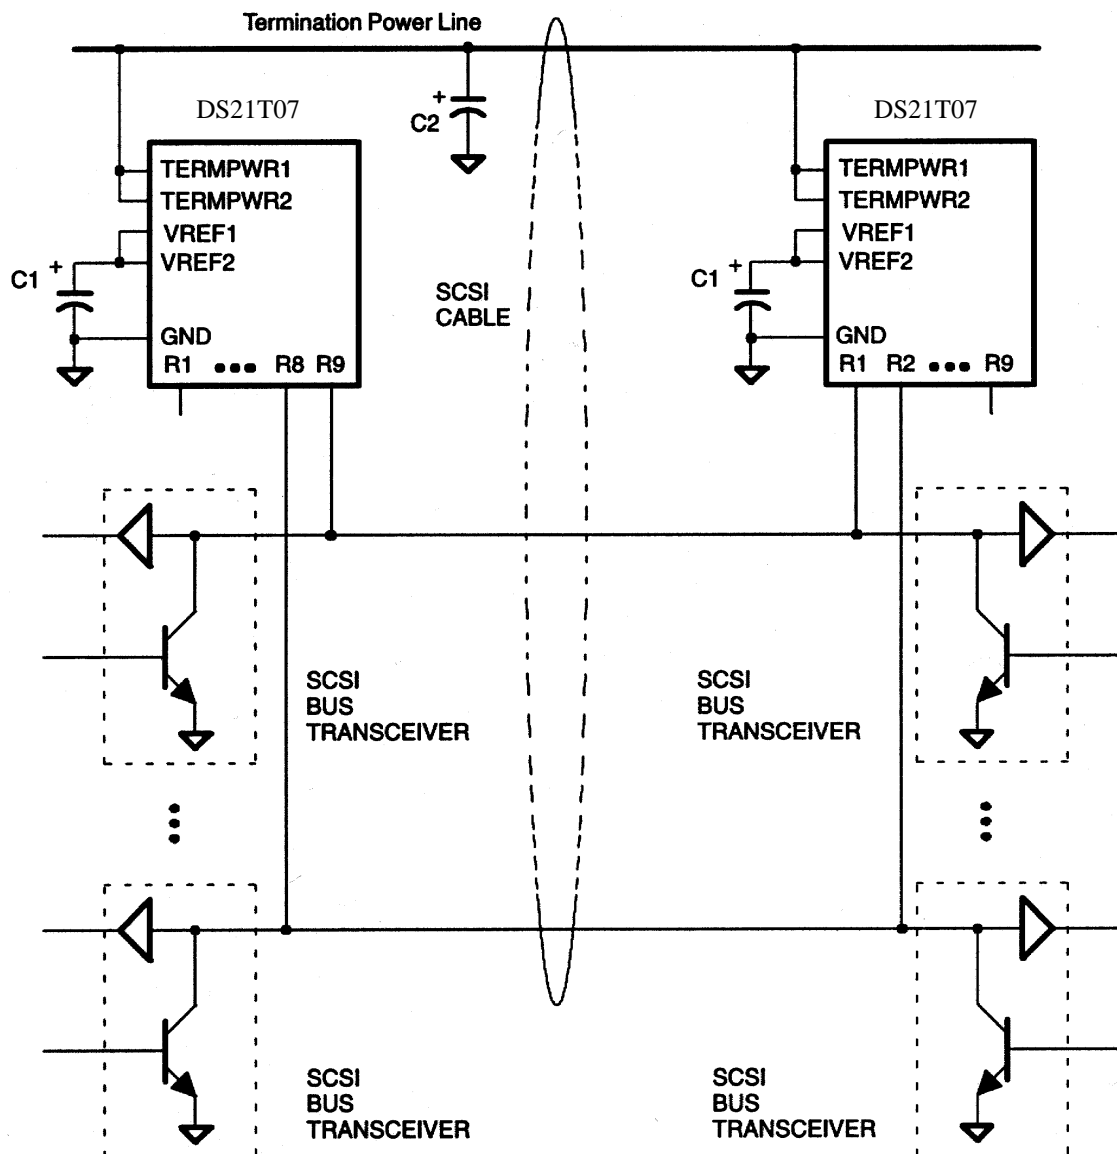 Termination Power Line
DS21T07
TERMPWR1
TERMPWR2
VREF1
VREF2
GND
R1 ••• R8 R9
+
C1
+
C2
SCSI
CABLE
DS21T07
TERMPWR1
TERMPWR2
VREF1
VREF2
GND
R1 R2 ••• R9
+
C1
SCSI
BUS
TRANSCEIVER
SCSI
BUS
TRANSCEIVER
SCSI
BUS
TRANSCEIVER
SCSI
BUS
TRANSCEIVER